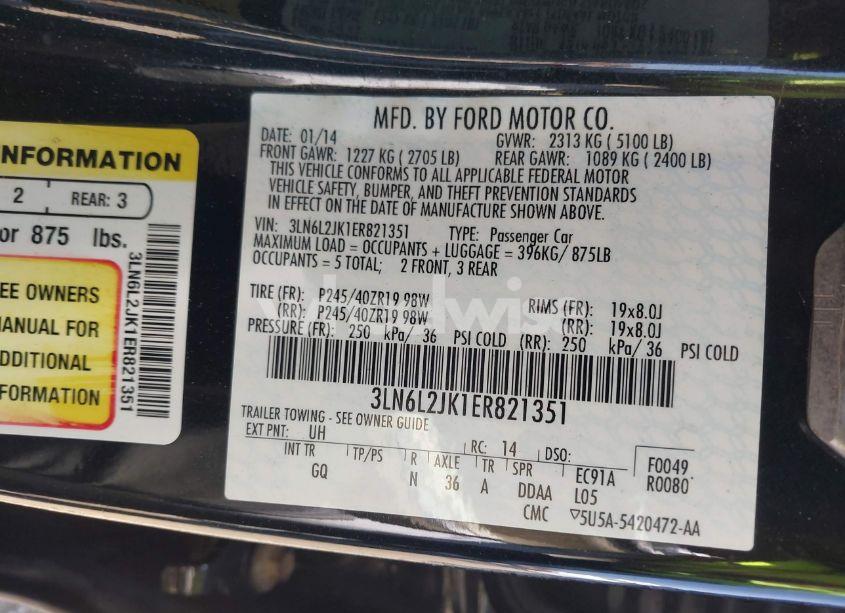 NFORMATION
2 REAR: 3
or 875 lbs.
EE OWNERS
MANUAL FOR
ADDITIONAL
FORMATION
3LN6L2JK1ER821351
MFD. BY FORD MOTOR CO.
DATE: 01/14 GVWR: 2313 KG ( 5100 LB)
FRONT GAWR: 1227 KG ( 2705 LB) REAR GAWR: 1089 KG ( 2400 LB)
THIS VEHICLE CONFORMS TO ALL APPLICABLE FEDERAL MOTOR
VEHICLE SAFETY, BUMPER, AND THEFT PREVENTION STANDARDS
IN EFFECT ON THE DATE OF MANUFACTURE SHOWN ABOVE.
VIN: 3LN6L2JK1ER821351 TYPE: Passenger Car
MAXIMUM LOAD = OCCUPANTS + LUGGAGE = 396KG/ 875LB
OCCUPANTS = 5 TOTAL; 2 FRONT, 3 REAR
TIRE (FR): P245/40ZR19 98W RIMS (FR): 19x8.0J
(RR): P245/40ZR19 98W (RR): 19x8.0J
PRESSURE (FR): 250 kPa/ 36 PSI COLD (RR): 250 kPa/ 36 PSI COLD
3LN6L2JK1ER821351
TRAILER TOWING - SEE OWNER GUIDE
EXT PNT: UH RC: 14 DSO: F0049
INT TR TP/PS R AXLE TR SPR EC91A R0080
GQ N 36 A DDAA L05
CMC ▽5U5A-5420472-AA